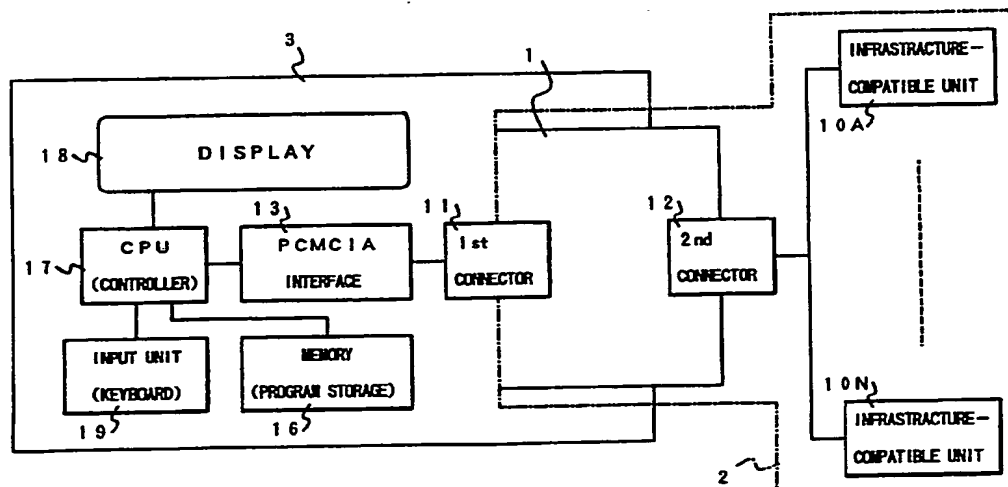 3
1
INFRASTRUCTURE-
COMPATIBLE UNIT
10A
18
DISPLAY
13
11
12
CPU
(CONTROLLER)
17
PCMCIA
INTERFACE
1st
CONNECTOR
2nd
CONNECTOR
INPUT UNIT
(KEYBOARD)
19
MEMORY
(PROGRAM STORAGE)
16
10N
INFRASTRUCTURE-
COMPATIBLE UNIT
2